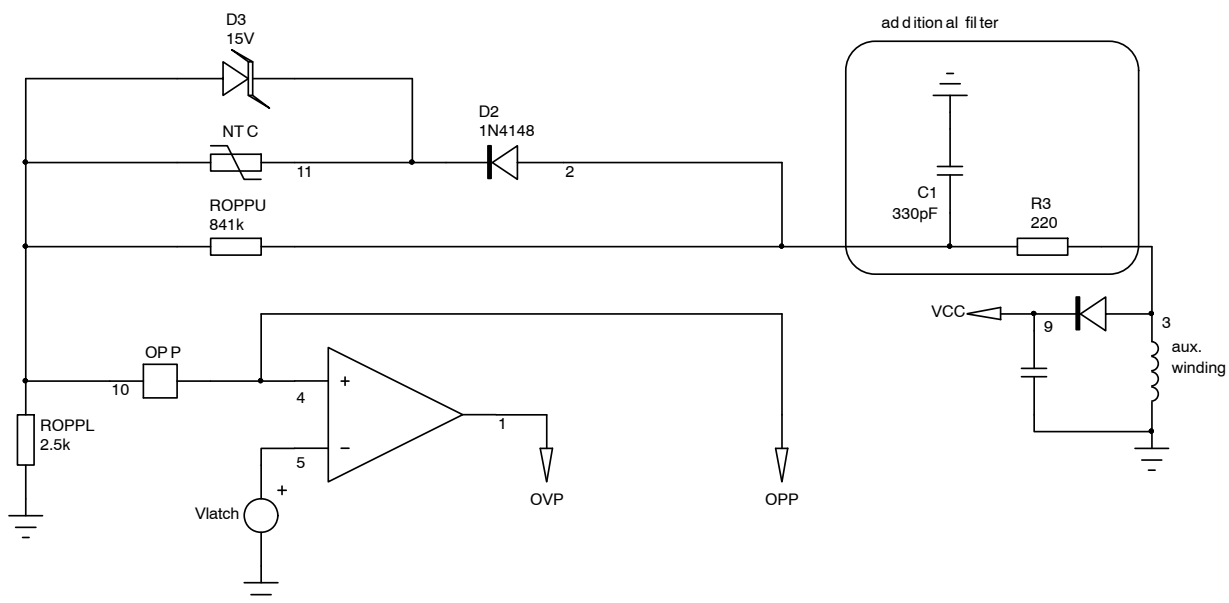 additional filter
D3
15V
D2
1N4148
NTC
11
2
C1
330pF
R3
220
ROPPU
841k
VCC
9
3
aux.
winding
OPP
10
4
+
1
ROPPL
2.5k
5
−
+
Vlatch
OVP
OPP